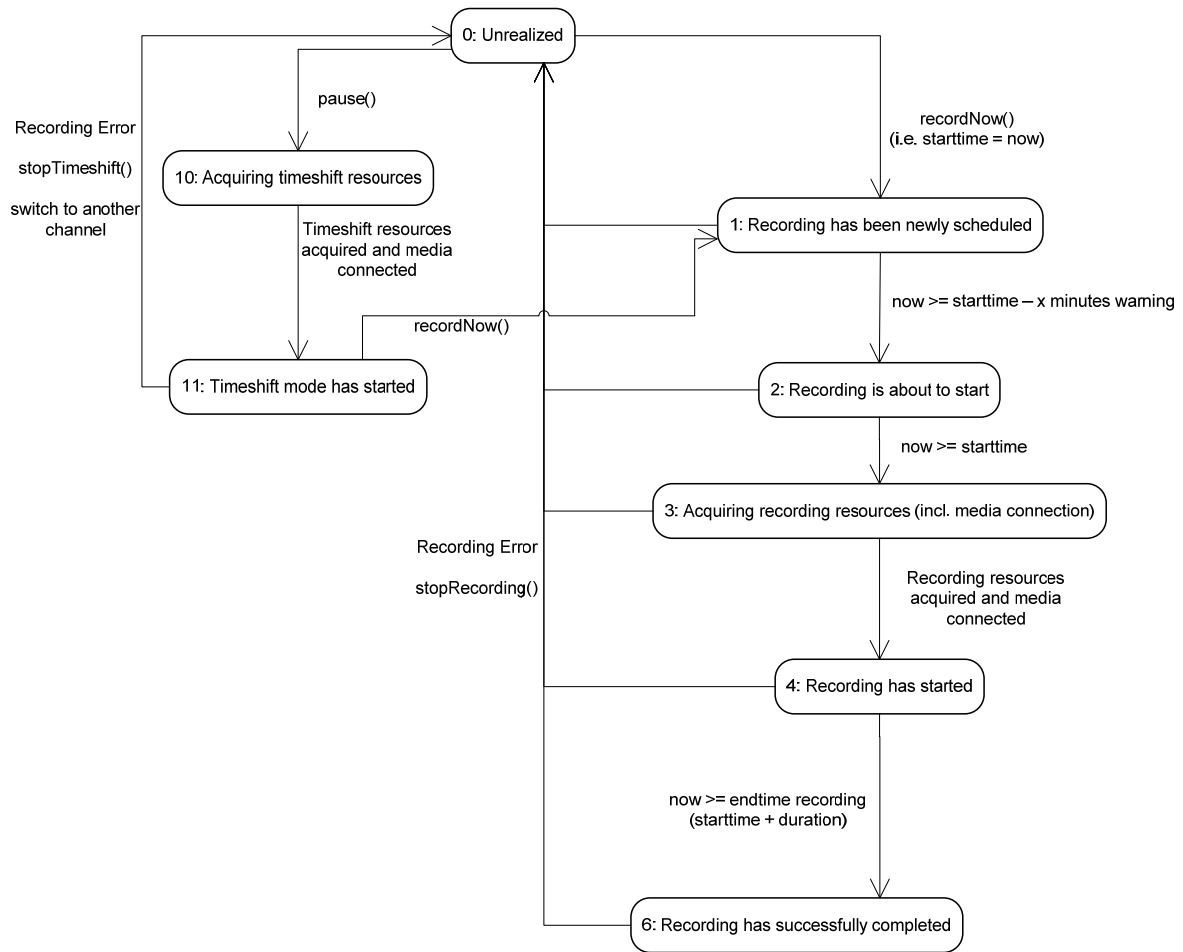 0: Unrealized
pause()
recordNow()
(i.e. starttime = now)
Recording Error
stopTimeshift()
switch to another
channel
10: Acquiring timeshift resources
1: Recording has been newly scheduled
Timeshift resources
acquired and media
connected
now >= starttime – x minutes warning
recordNow()
11: Timeshift mode has started
2: Recording is about to start
now >= starttime
3: Acquiring recording resources (incl. media connection)
Recording Error
stopRecording()
Recording resources
acquired and media
connected
4: Recording has started
now >= endtime recording
(starttime + duration)
6: Recording has successfully completed